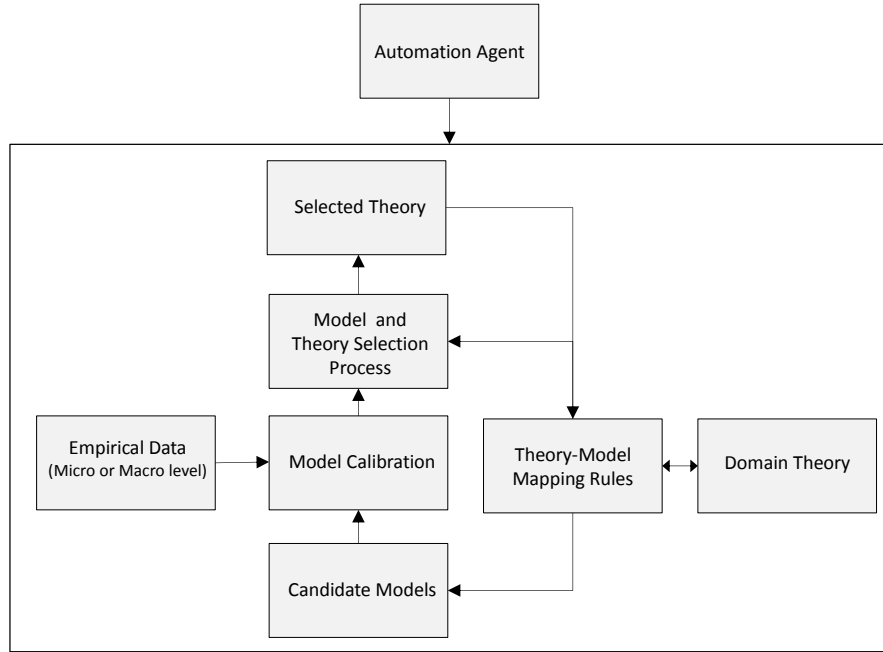 Automation Agent
Selected Theory
Model and
Theory Selection
Process
Empirical Data
(Micro or Macro level)
Model Calibration
Theory-Model
Mapping Rules
Domain Theory
Candidate Models